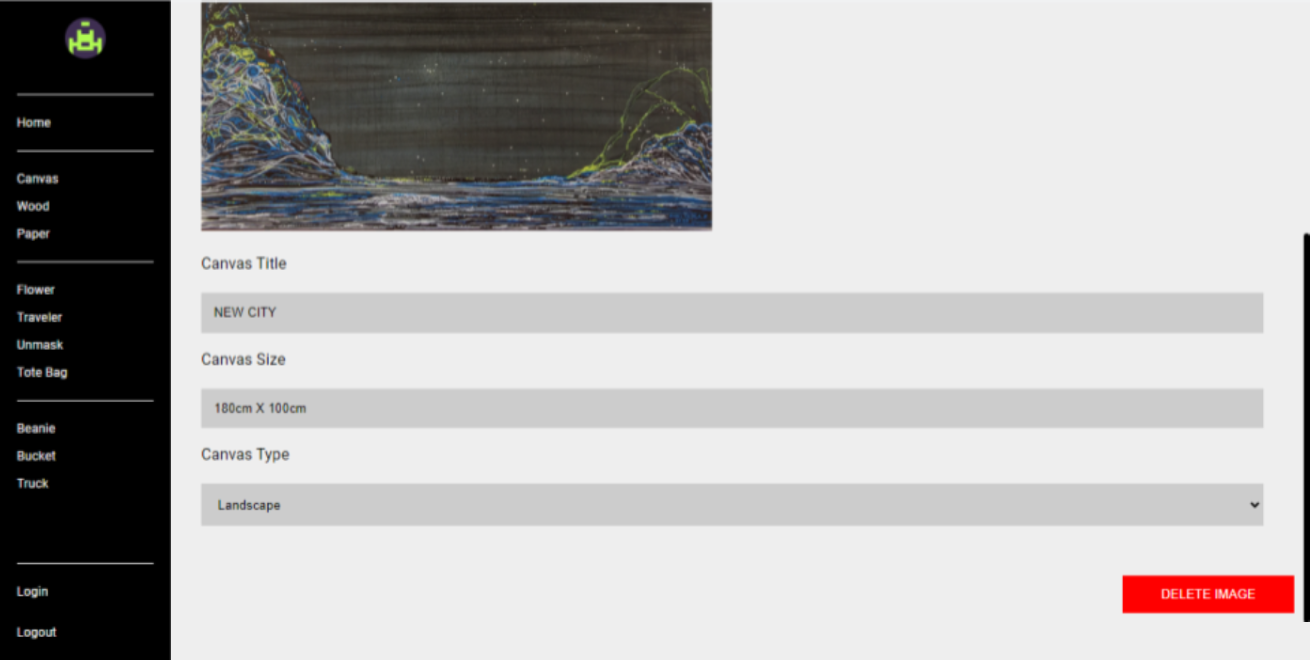 Home
Canvas
Wood
Paper
Flower
Traveler
Unmask
Tote Bag
Beanie
Bucket
Truck
Login
Logout
Canvas Title
NEW CITY
Canvas Size
180cm X 100cm
Canvas Type
Landscape
DELETE IMAGE